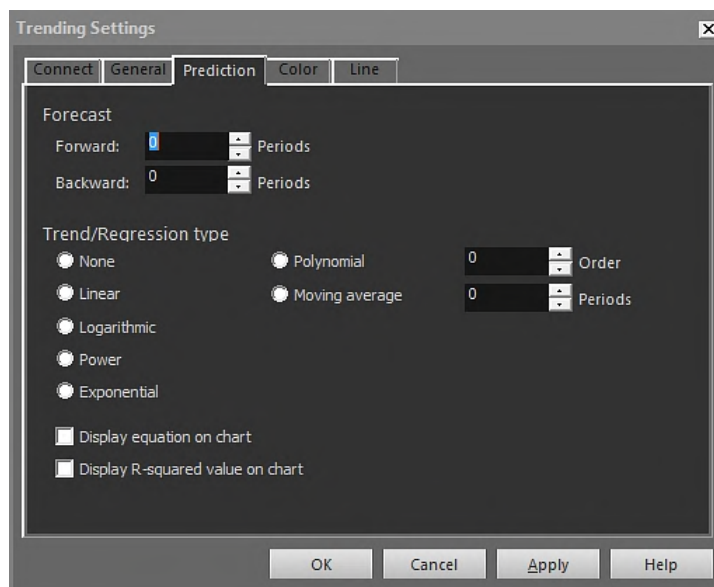 Trending Settings
Connect General Prediction Color Line
Forecast
Forward: 0 Periods
Backward: 0 Periods
Trend/Regression type
None Polynomial 0 Order
Linear Moving average 0 Periods
Logarithmic
Power
Exponential
Display equation on chart
Display R-squared value on chart
OK Cancel Apply Help